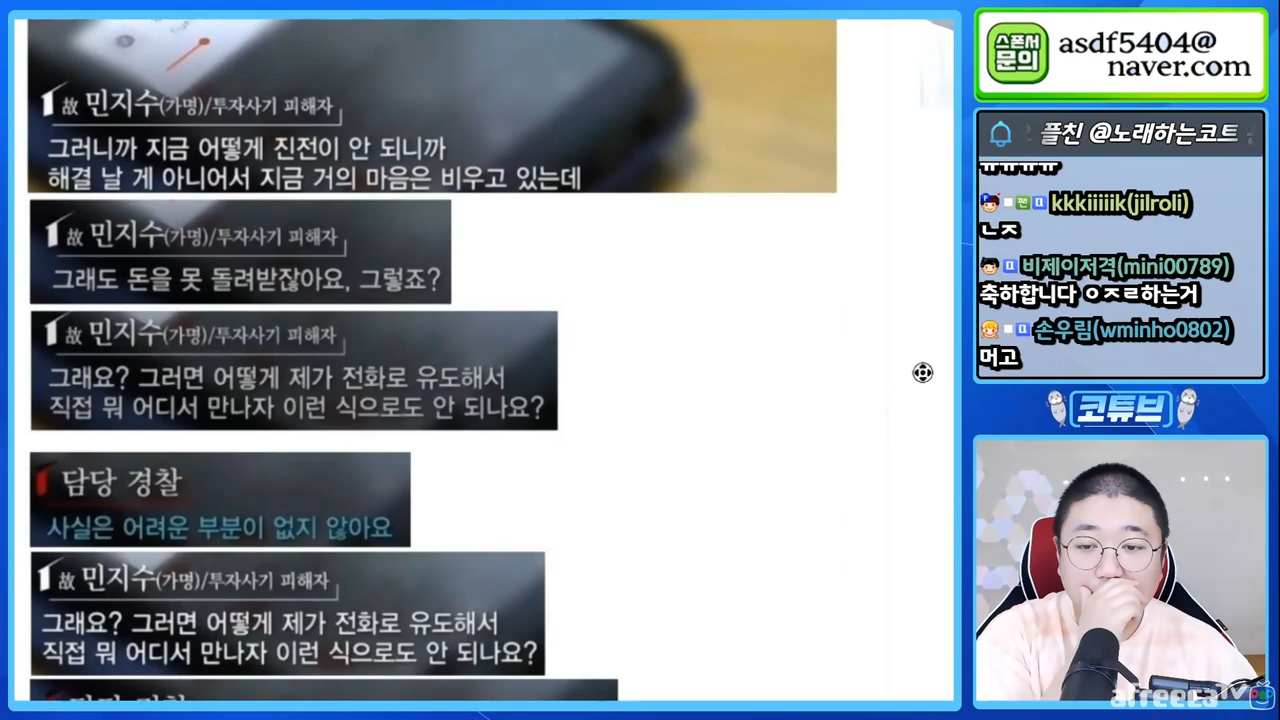 故 민지수(가명)/투자사기 피해자
그러니까 지금 어떻게 진전이 안 되니까
해결 날 게 아니어서 지금 거의 마음은 비우고 있는데
故 민지수(가명)/투자사기 피해자
그래도 돈을 못 돌려받잖아요, 그렇죠?
故 민지수(가명)/투자사기 피해자
그래요? 그러면 어떻게 제가 전화로 유도해서
직접 뭐 어디서 만나자 이런 식으로도 안 되나요?
담당 경찰
사실은 어려운 부분이 없지 않아요
故 민지수(가명)/투자사기 피해자
그래요? 그러면 어떻게 제가 전화로 유도해서
직접 뭐 어디서 만나자 이런 식으로도 안 되나요?
스폰서
문의
asdf5404@
naver.com
플친 @노래하는코트
ㅠㅠㅠㅠ
팬 kkkiiiiik(jilroli)
ㄴㅈ
비제이저격(mini00789)
축하합니다 ㅇㅈㄹ하는거
손우림(wminho0802)
머고
코튜브
afreecaTV